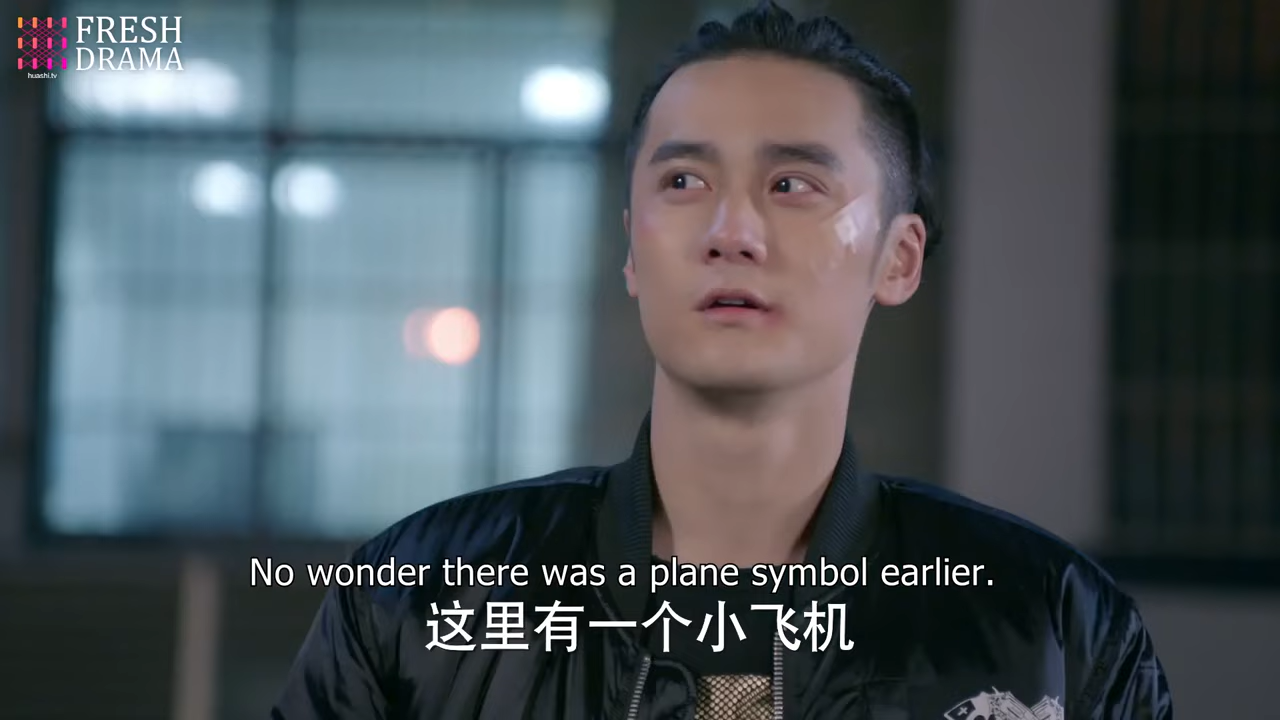 FRESH
DRAMA
huashi.tv
No wonder there was a plane symbol earlier.
这里有一个小飞机